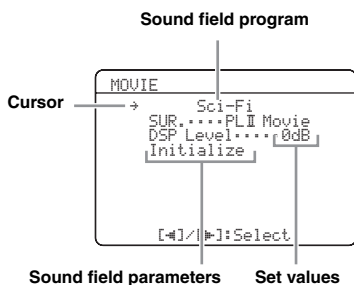 Sound field program
MOVIE
Cursor
→ Sci-Fi
SUR.····PLⅡ Movie
DSP Level····0dB
Initialize
[◀]/[▶]:Select
Sound field parameters Set values